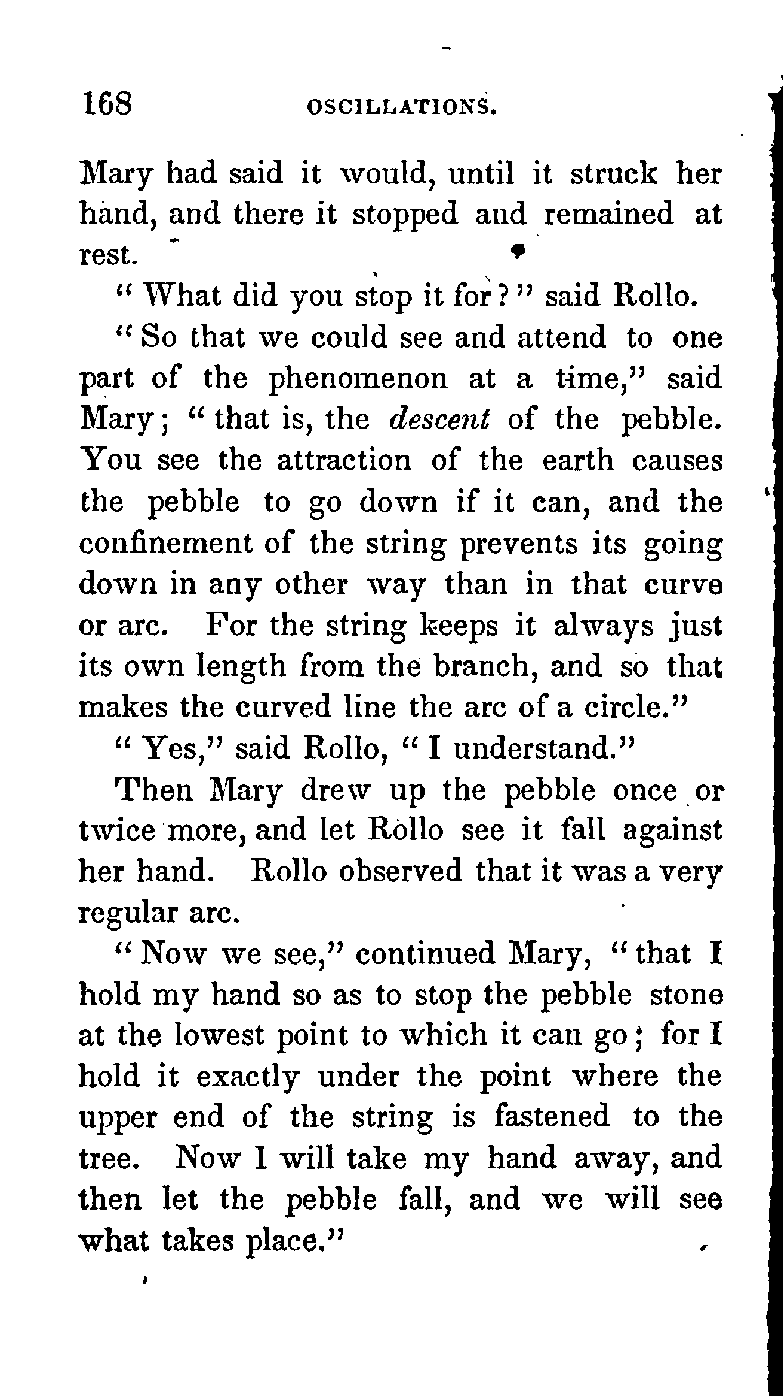 168 OSCILLATIONS.
Mary had said it would, until it struck her
hand, and there it stopped and remained at
rest.
“ What did you stop it for ? ” said Rollo.
“ So that we could see and attend to one
part of the phenomenon at a time,” said
Mary ; “ that is, the descent of the pebble.
You see the attraction of the earth causes
the pebble to go down if it can, and the
confinement of the string prevents its going
down in any other way than in that curve
or arc. For the string keeps it always just
its own length from the branch, and so that
makes the curved line the arc of a circle.”
“ Yes,” said Rollo, “ I understand.”
Then Mary drew up the pebble once or
twice more, and let Rollo see it fall against
her hand. Rollo observed that it was a very
regular arc.
“ Now we see,” continued Mary, “ that I
hold my hand so as to stop the pebble stone
at the lowest point to which it can go ; for I
hold it exactly under the point where the
upper end of the string is fastened to the
tree. Now I will take my hand away, and
then let the pebble fall, and we will see
what takes place.”